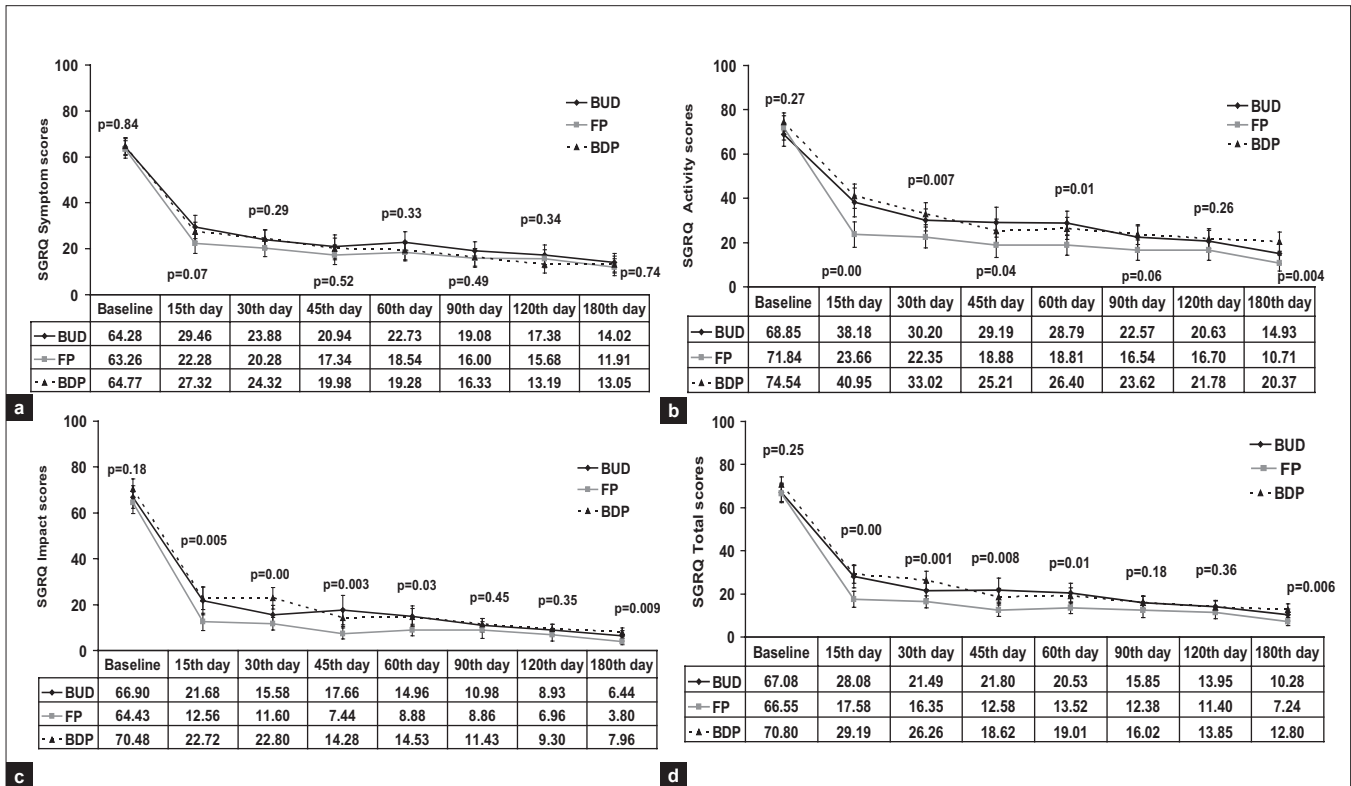 100
80
60
40
20
0
SGRQ Symptom scores
BUD
FP
BDP
p=0.84
p=0.29
p=0.33
p=0.34
p=0.07
p=0.52
p=0.49
p=0.74
Baseline 15th day 30th day 45th day 60th day 90th day 120th day 180th day
BUD 64.28 29.46 23.88 20.94 22.73 19.08 17.38 14.02
FP 63.26 22.28 20.28 17.34 18.54 16.00 15.68 11.91
BDP 64.77 27.32 24.32 19.98 19.28 16.33 13.19 13.05
a
100
80
60
40
20
0
SGRQ Activity scores
BUD
FP
BDP
p=0.27
p=0.007
p=0.01
p=0.26
p=0.00
p=0.04
p=0.06
p=0.004
Baseline 15th day 30th day 45th day 60th day 90th day 120th day 180th day
BUD 68.85 38.18 30.20 29.19 28.79 22.57 20.63 14.93
FP 71.84 23.66 22.35 18.88 18.81 16.54 16.70 10.71
BDP 74.54 40.95 33.02 25.21 26.40 23.62 21.78 20.37
b
100
80
60
40
20
0
SGRQ Impact scores
BUD
FP
BDP
p=0.18
p=0.005
p=0.00
p=0.003
p=0.03
p=0.45
p=0.35
p=0.009
Baseline 15th day 30th day 45th day 60th day 90th day 120th day 180th day
BUD 66.90 21.68 15.58 17.66 14.96 10.98 8.93 6.44
FP 64.43 12.56 11.60 7.44 8.88 8.86 6.96 3.80
BDP 70.48 22.72 22.80 14.28 14.53 11.43 9.30 7.96
c
100
80
60
40
20
0
SGRQ Total scores
BUD
FP
BDP
p=0.25
p=0.00
p=0.001
p=0.008
p=0.01
p=0.18
p=0.36
p=0.006
Baseline 15th day 30th day 45th day 60th day 90th day 120th day 180th day
BUD 67.08 28.08 21.49 21.80 20.53 15.85 13.95 10.28
FP 66.55 17.58 16.35 12.58 13.52 12.38 11.40 7.24
BDP 70.80 29.19 26.26 18.62 19.01 16.02 13.85 12.80
d